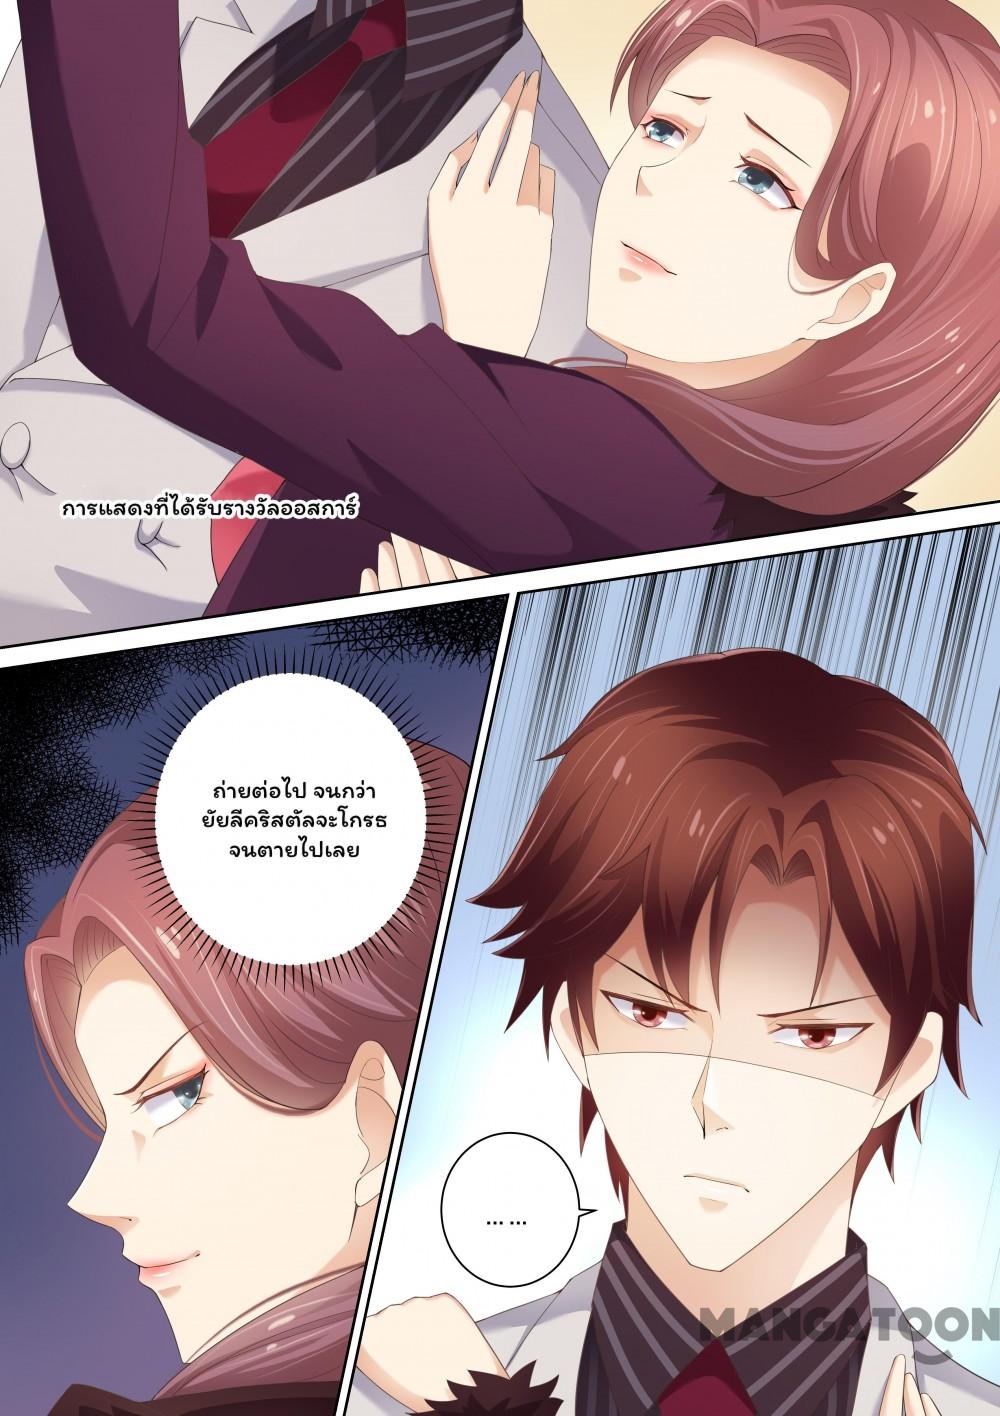 การแสดงที่ได้รับรางวัลออสการ์
ถ่ายต่อไป จนกว่า
ยัยลีคริสตัลจะโกรธ
จนตายไปเลย
... ...
MANGATOON